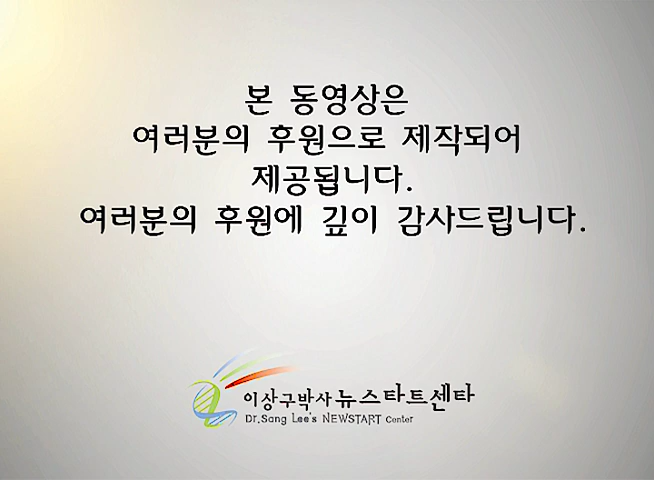 본 동영상은
여러분의 후원으로 제작되어
제공됩니다.
여러분의 후원에 깊이 감사드립니다.
이상구박사 뉴스타트센타
Dr.Sang Lee's NEWSTART Center